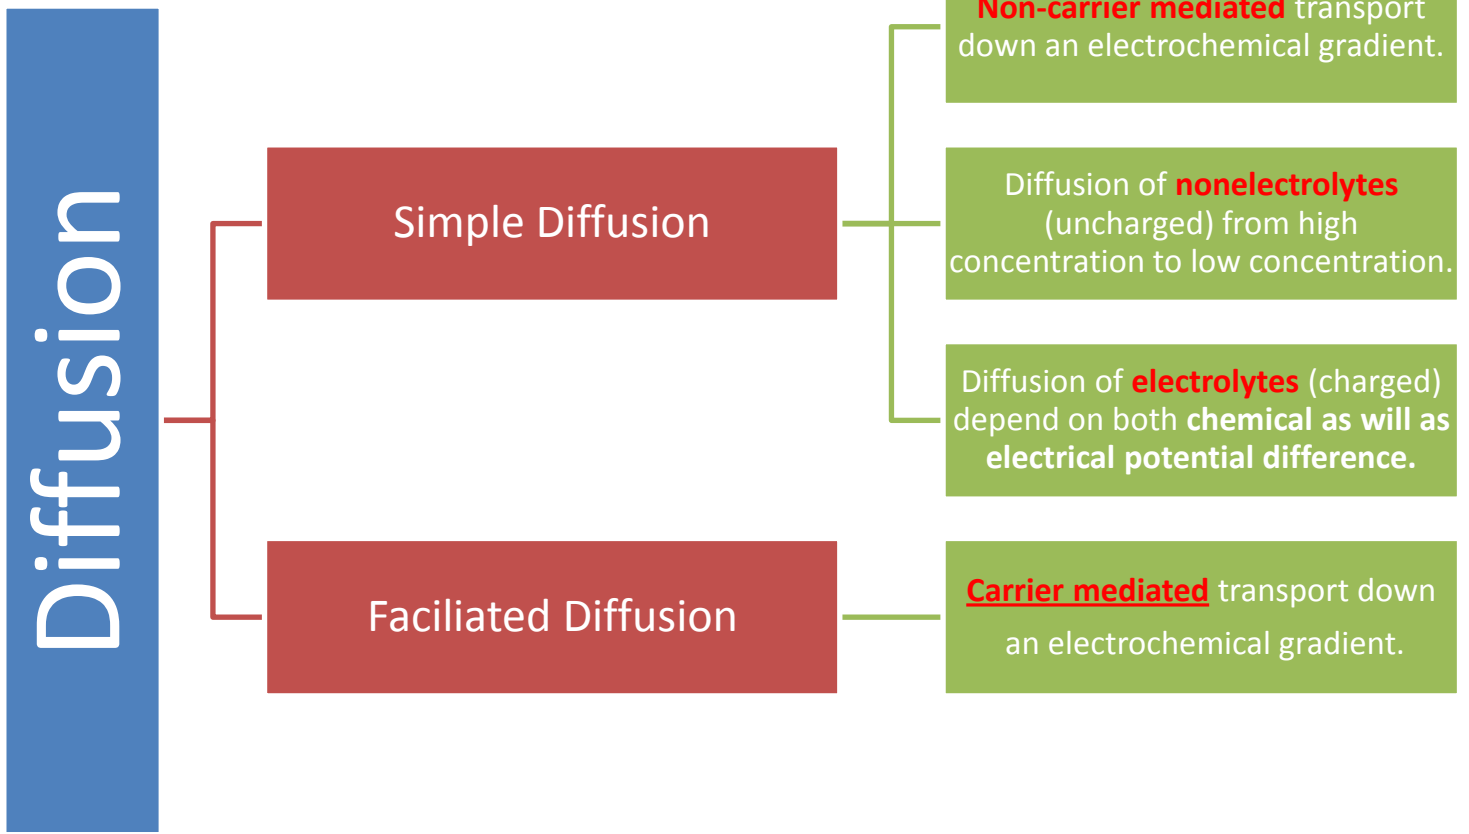 Diffusion
Simple Diffusion
Non-carrier mediated transport
down an electrochemical gradient.
Diffusion of nonelectrolytes
(uncharged) from high
concentration to low concentration.
Diffusion of electrolytes (charged)
depend on both chemical as will as
electrical potential difference.
Faciliated Diffusion
Carrier mediated transport down
an electrochemical gradient.